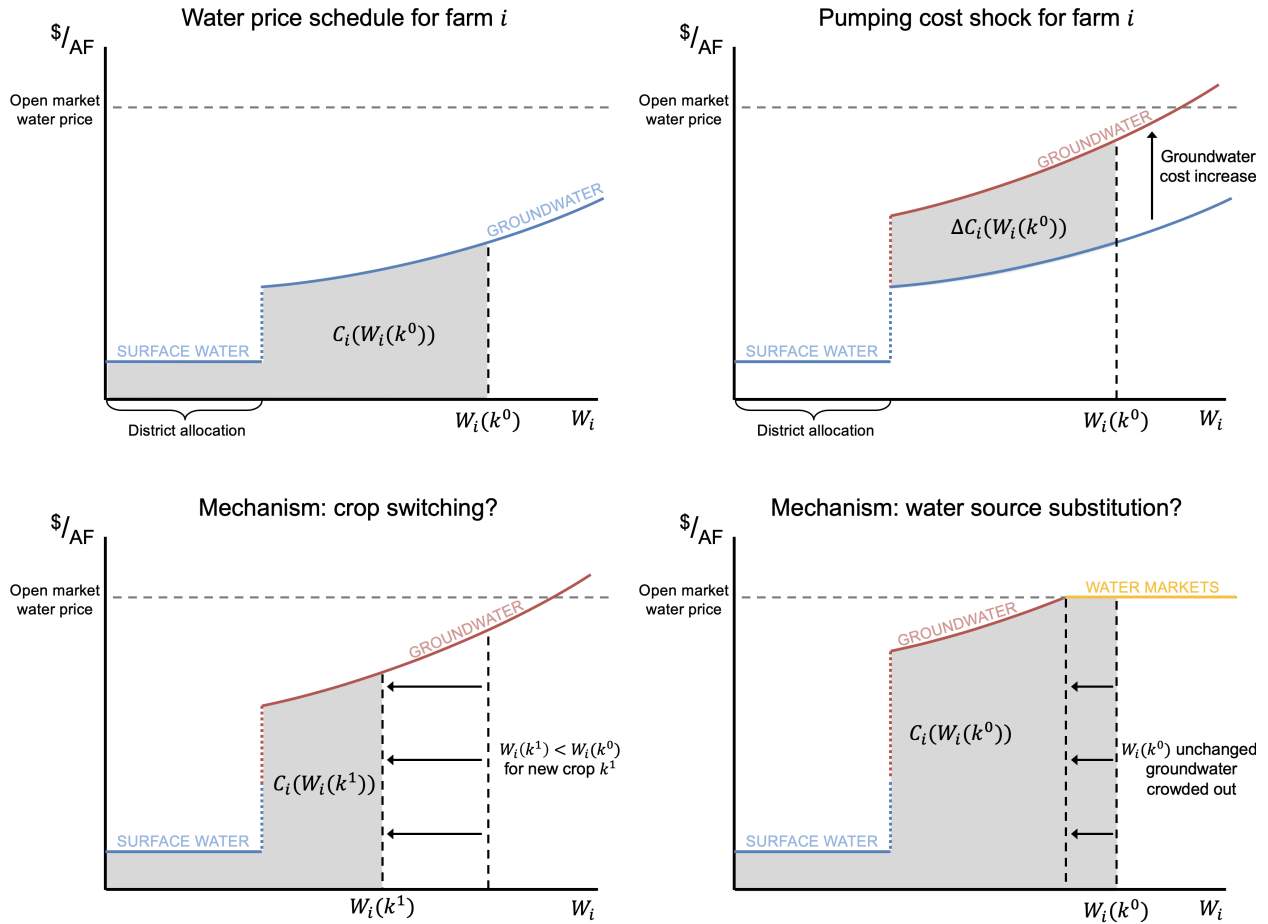 Water price schedule for farm i
$/AF
Open market
water price
GROUNDWATER
C_i(W_i(k^0))
SURFACE WATER
W_i(k^0)
W_i
District allocation
Pumping cost shock for farm i
$/AF
Open market
water price
GROUNDWATER
Groundwater
cost increase
ΔC_i(W_i(k^0))
SURFACE WATER
W_i(k^0)
W_i
District allocation
Mechanism: crop switching?
$/AF
Open market
water price
GROUNDWATER
W_i(k^1) < W_i(k^0)
for new crop k^1
C_i(W_i(k^1))
SURFACE WATER
W_i(k^1)
W_i
Mechanism: water source substitution?
$/AF
Open market
water price
WATER MARKETS
GROUNDWATER
C_i(W_i(k^0))
W_i(k^0) unchanged
groundwater
crowded out
SURFACE WATER
W_i(k^0)
W_i